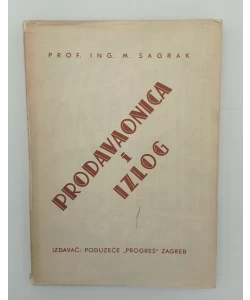 PROF. ING. M. SAGRAK
PRODAVAONICA
i
IZLOG
IZDAVAČ: PODUZEĆE „PROGRES" ZAGREB